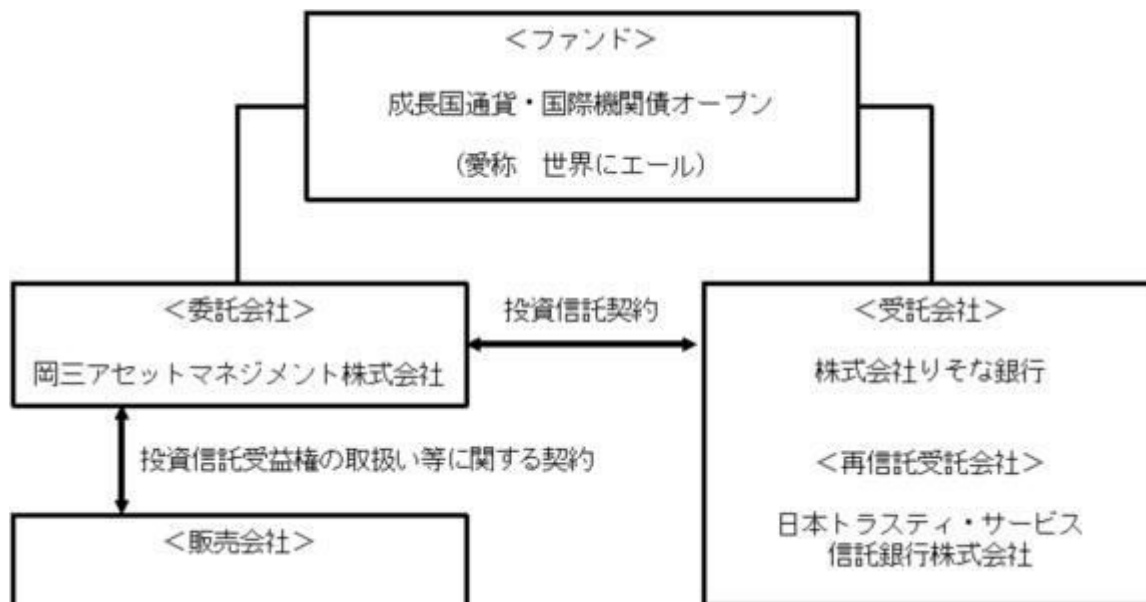 <ファンド>
成長国通貨・国際機関債オープン
(愛称　世界にエール)
<委託会社>
岡三アセットマネジメント株式会社
投資信託契約
<受託会社>
株式会社りそな銀行
投資信託受益権の取扱い等に関する契約
<再信託受託会社>
日本トラスティ・サービス
信託銀行株式会社
<販売会社>